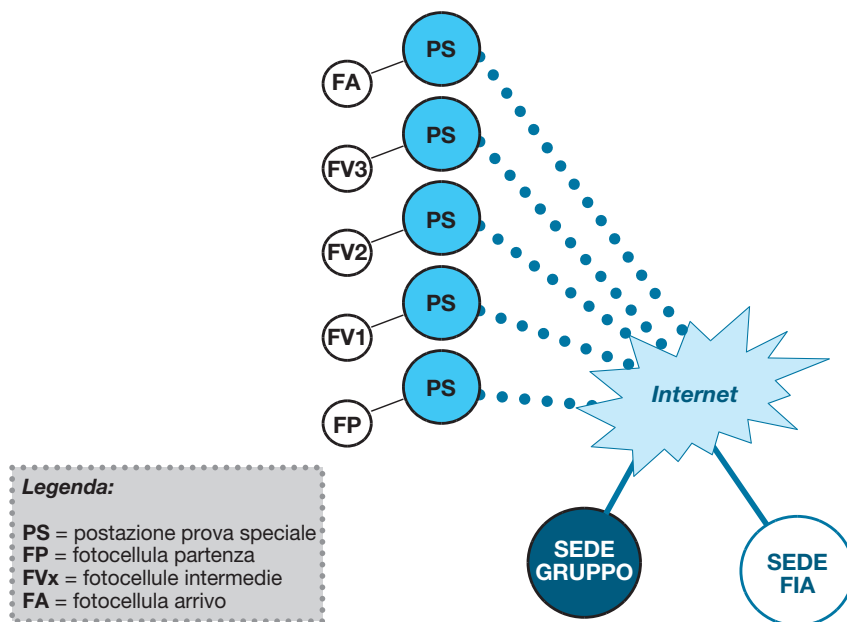 PS
FA
PS
FV3
PS
FV2
PS
FV1
PS
FP
Internet
SEDE
GRUPPO
SEDE
FIA
Legenda:
PS = postazione prova speciale
FP = fotocellula partenza
FVx = fotocellule intermedie
FA = fotocellula arrivo